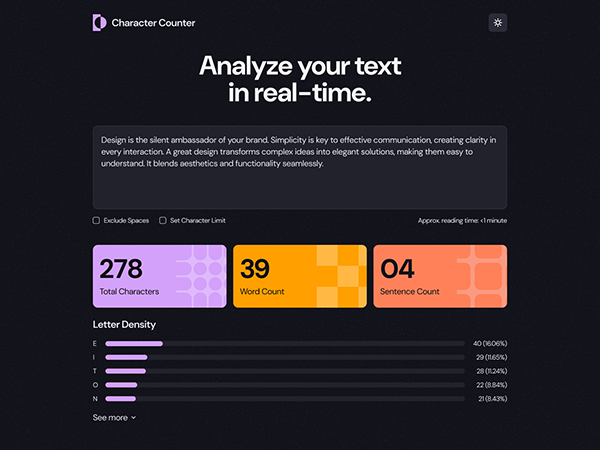 Character Counter
Analyze your text
in real-time.
Design is the silent ambassador of your brand. Simplicity is key to effective communication, creating clarity in
every interaction. A great design transforms complex ideas into elegant solutions, making them easy to
understand. It blends aesthetics and functionality seamlessly.
Exclude Spaces Set Character Limit Approx. reading time: <1 minute
278 39 04
Total Characters Word Count Sentence Count
Letter Density
E 40 (16.06%)
I 29 (11.65%)
T 28 (11.24%)
O 22 (8.84%)
N 21 (8.43%)
See more